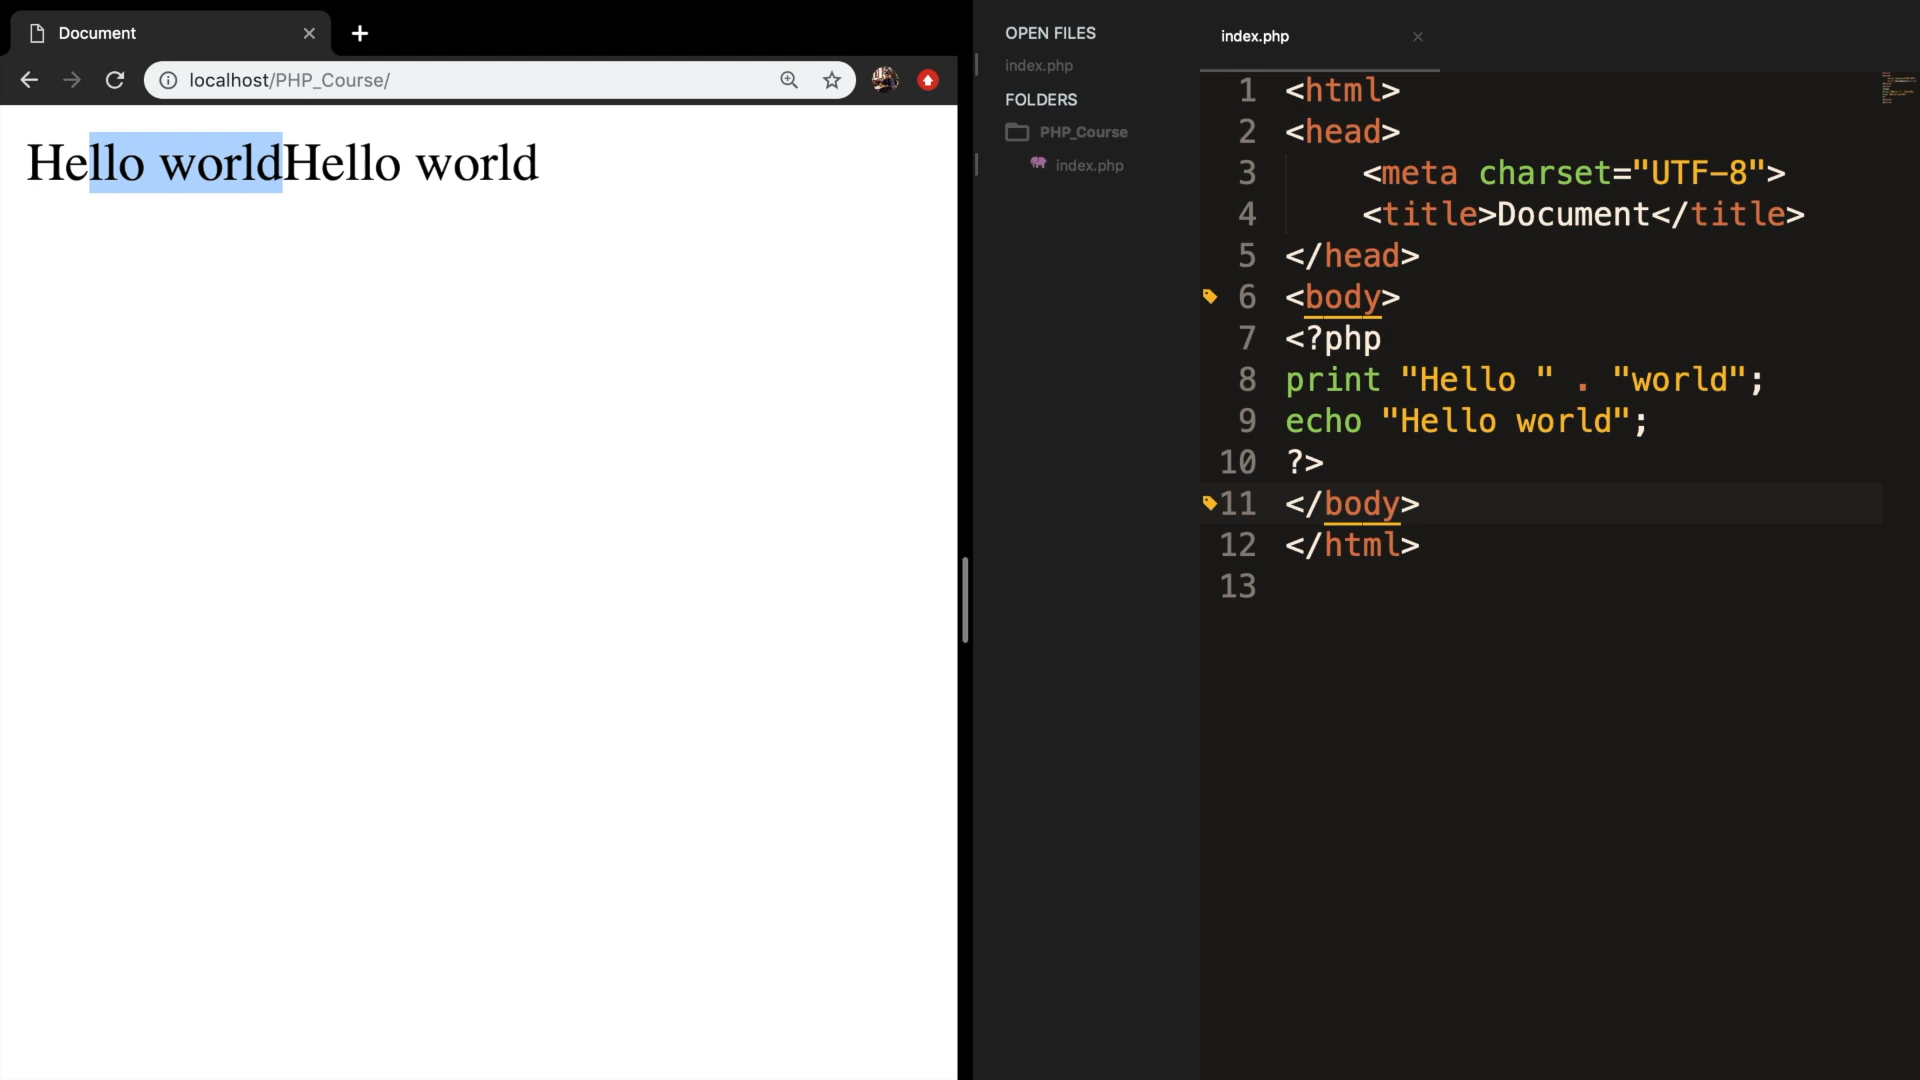 Document
localhost/PHP_Course/
Hello worldHello world
OPEN FILES
index.php
FOLDERS
PHP_Course
index.php
index.php
1 <html>
2 <head>
3     <meta charset="UTF-8">
4     <title>Document</title>
5 </head>
6 <body>
7 <?php
8 print "Hello " . "world";
9 echo "Hello world";
10 ?>
11 </body>
12 </html>
13